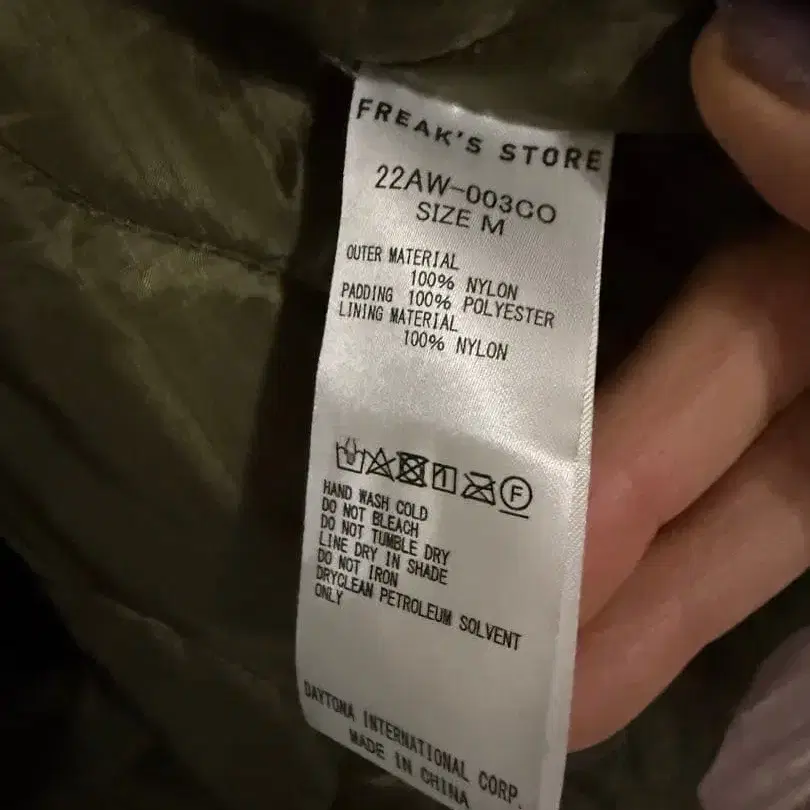 FREAK'S STORE
22AW-003CO
SIZE M
OUTER MATERIAL
100% NYLON
PADDING 100% POLYESTER
LINING MATERIAL
100% NYLON
F
HAND WASH COLD
DO NOT BLEACH
DO NOT TUMBLE DRY
LINE DRY IN SHADE
DO NOT IRON
DRYCLEAN PETROLEUM SOLVENT
ONLY
DAYTONA INTERNATIONAL CORP.
MADE IN CHINA